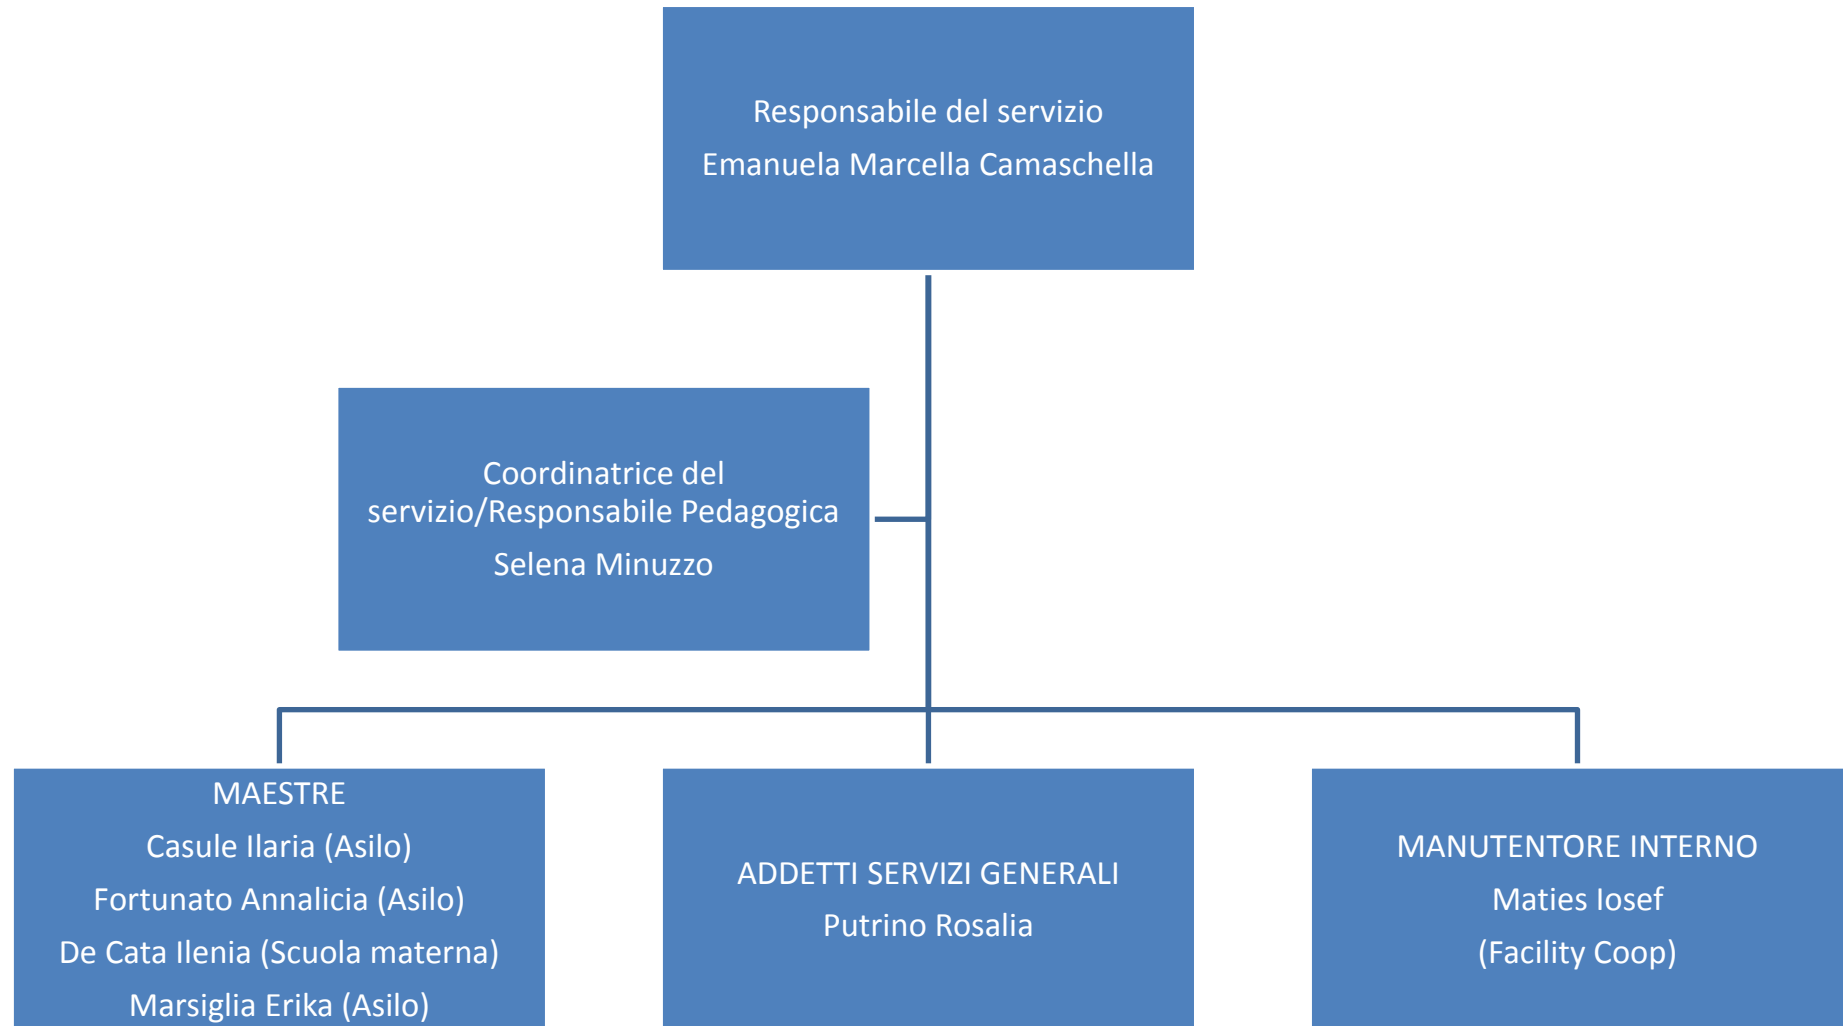 Responsabile del servizio
Emanuela Marcella Camaschella
Coordinatrice del
servizio/Responsabile Pedagogica
Selena Minuzzo
MAESTRE
Casule Ilaria (Asilo)
Fortunato Annalicia (Asilo)
De Cata Ilenia (Scuola materna)
Marsiglia Erika (Asilo)
ADDETTI SERVIZI GENERALI
Putrino Rosalia
MANUTENTORE INTERNO
Maties Iosef
(Facility Coop)